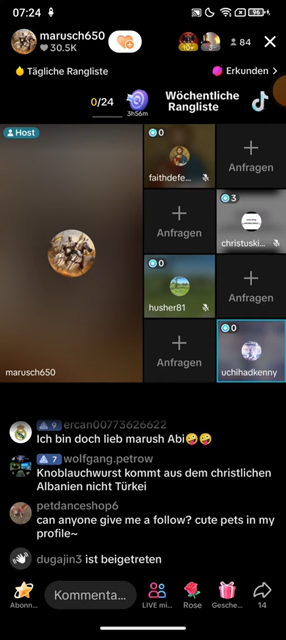 07:24
96
marusch650
30.5K
10+
84
Tägliche Rangliste
Erkunden >
0/24
3h56m
Wöchentliche
Rangliste
Host
0
faithdefe...
Anfragen
Anfragen
3
christuski...
0
husher81
Anfragen
Anfragen
0
uchihadkenny
marusch650
9 ercan00773626622
Ich bin doch lieb marush Abi🤪🤪
7 wolfgang.petrow
Knoblauchwurst kommt aus dem christlichen
Albanien nicht Türkei
petdanceshop6
can anyone give me a follow? cute pets in my
profile~
dugajin3 ist beigetreten
Abonn...
Kommenta...
LIVE mi...
Rose
Gesche...
14